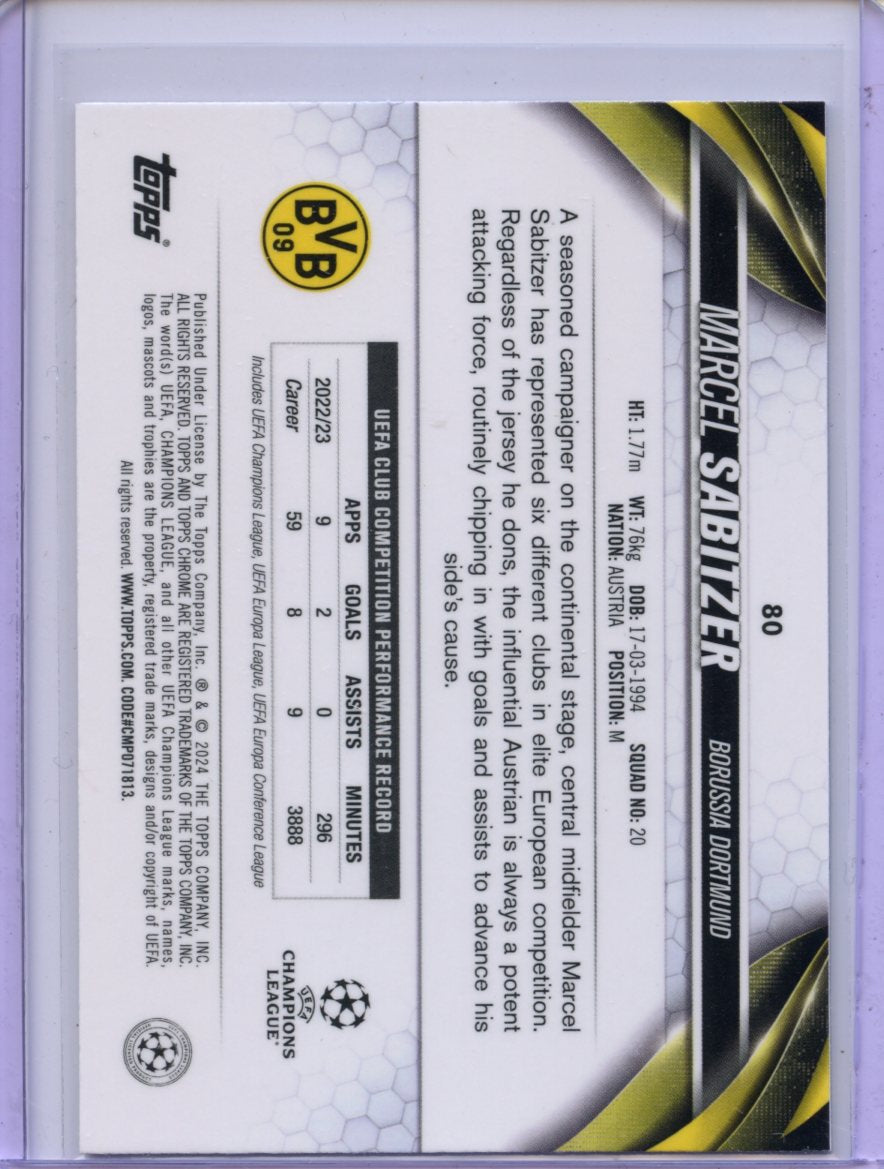 80
MARCEL SABITZER BORUSSIA DORTMUND
HT: 1.77m WT: 76kg DOB: 17-03-1994 SQUAD NO: 20
NATION: AUSTRIA POSITION: M
A seasoned campaigner on the continental stage, central midfielder Marcel
Sabitzer has represented six different clubs in elite European competition.
Regardless of the jersey he dons, the influential Austrian is always a potent
attacking force, routinely chipping in with goals and assists to advance his
side's cause.
BVB
09
UEFA CLUB COMPETITION PERFORMANCE RECORD
APPS GOALS ASSISTS MINUTES
2022/23 9 2 0 296
Career 59 8 9 3888
Includes UEFA Champions League, UEFA Europa League, UEFA Europa Conference League
UEFA
CHAMPIONS
LEAGUE®
topps®
Published Under License by The Topps Company, Inc. ® & © 2024 THE TOPPS COMPANY, INC.
ALL RIGHTS RESERVED. TOPPS AND TOPPS CHROME ARE REGISTERED TRADEMARKS OF THE TOPPS COMPANY, INC.
The word(s) UEFA, CHAMPIONS LEAGUE, and all other UEFA Champions League marks, names,
logos, mascots and trophies are the property, registered trade marks, designs and/or copyright of UEFA.
All rights reserved. WWW.TOPPS.COM. CODE#CMP071813.